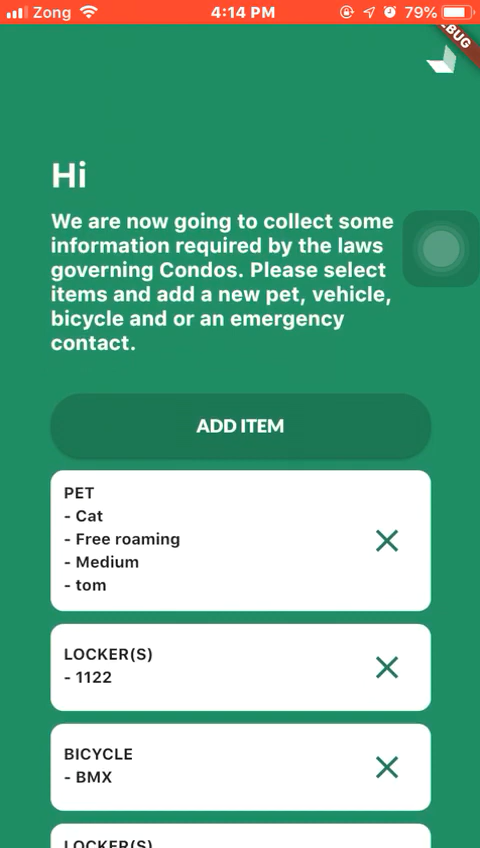 Zong 4:14 PM 79%
BUG
Hi
We are now going to collect some
information required by the laws
governing Condos. Please select
items and add a new pet, vehicle,
bicycle and or an emergency
contact.
ADD ITEM
PET
- Cat
- Free roaming
- Medium
- tom
LOCKER(S)
- 1122
BICYCLE
- BMX
LOCKER(S)